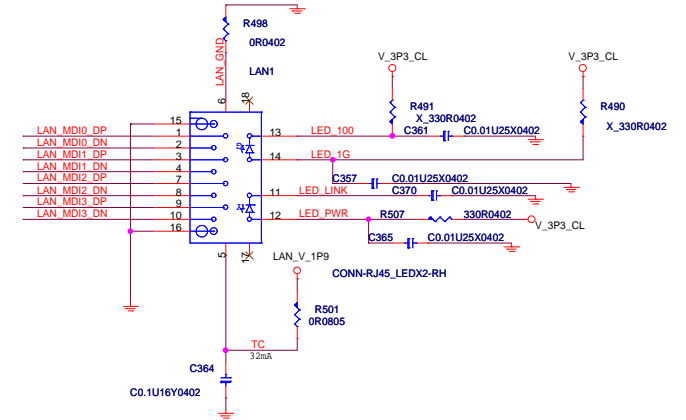 R498
0R0402
LAN_GND
LAN1
6
18
V_3P3_CL
V_3P3_CL
R491
X_330R0402
R490
X_330R0402
15
LAN_MDI0_DP
1
13
LED_100
C361
C0.01U25X0402
LAN_MDI0_DN
2
LAN_MDI1_DP
3
14
LED_1G
LAN_MDI1_DN
4
C357
C0.01U25X0402
LAN_MDI2_DP
7
LAN_MDI2_DN
8
11
LED_LINK
C370
C0.01U25X0402
LAN_MDI3_DP
9
LAN_MDI3_DN
10
12
LED_PWR
R507
330R0402
V_3P3_CL
16
C365
C0.01U25X0402
5
17
LAN_V_1P9
CONN-RJ45_LEDX2-RH
R501
0R0805
TC
32mA
C364
C0.1U16Y0402